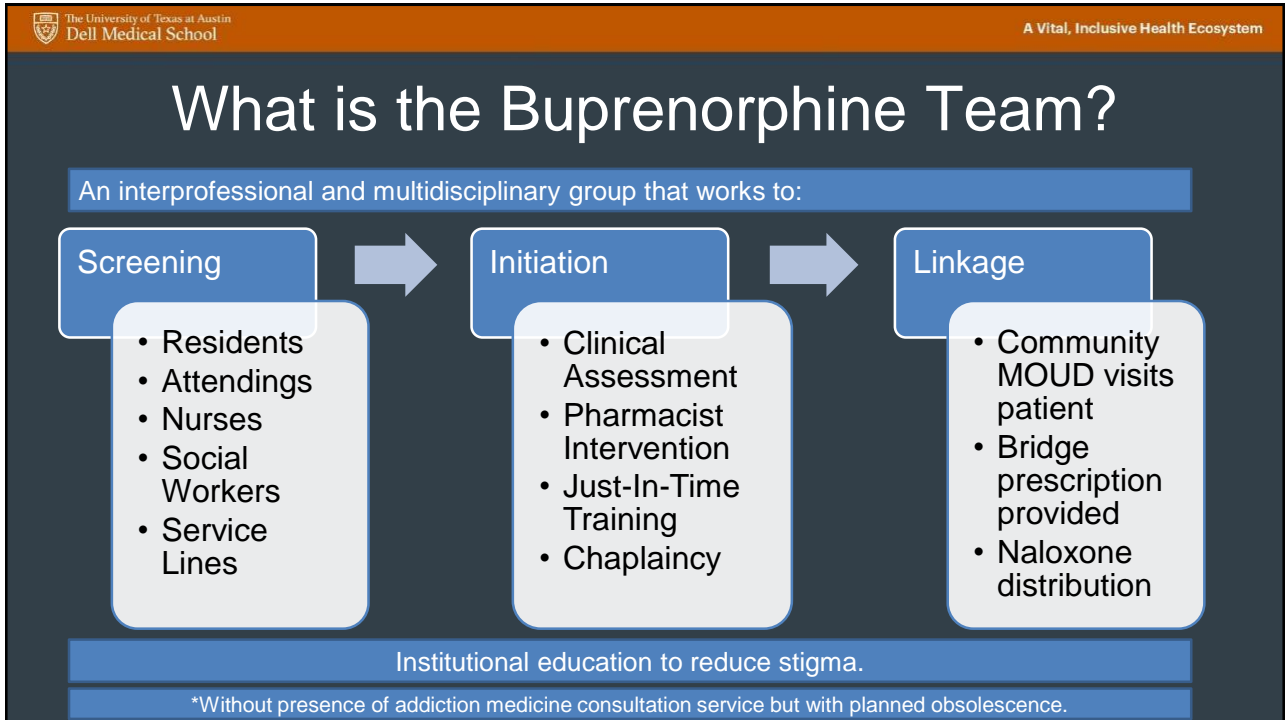 The University of Texas at Austin
Dell Medical School
A Vital, Inclusive Health Ecosystem
What is the Buprenorphine Team?
An interprofessional and multidisciplinary group that works to:
Screening
• Residents
• Attendings
• Nurses
• Social
Workers
• Service
Lines
Initiation
• Clinical
Assessment
• Pharmacist
Intervention
• Just-In-Time
Training
• Chaplaincy
Linkage
• Community
MOUD visits
patient
• Bridge
prescription
provided
• Naloxone
distribution
Institutional education to reduce stigma.
*Without presence of addiction medicine consultation service but with planned obsolescence.